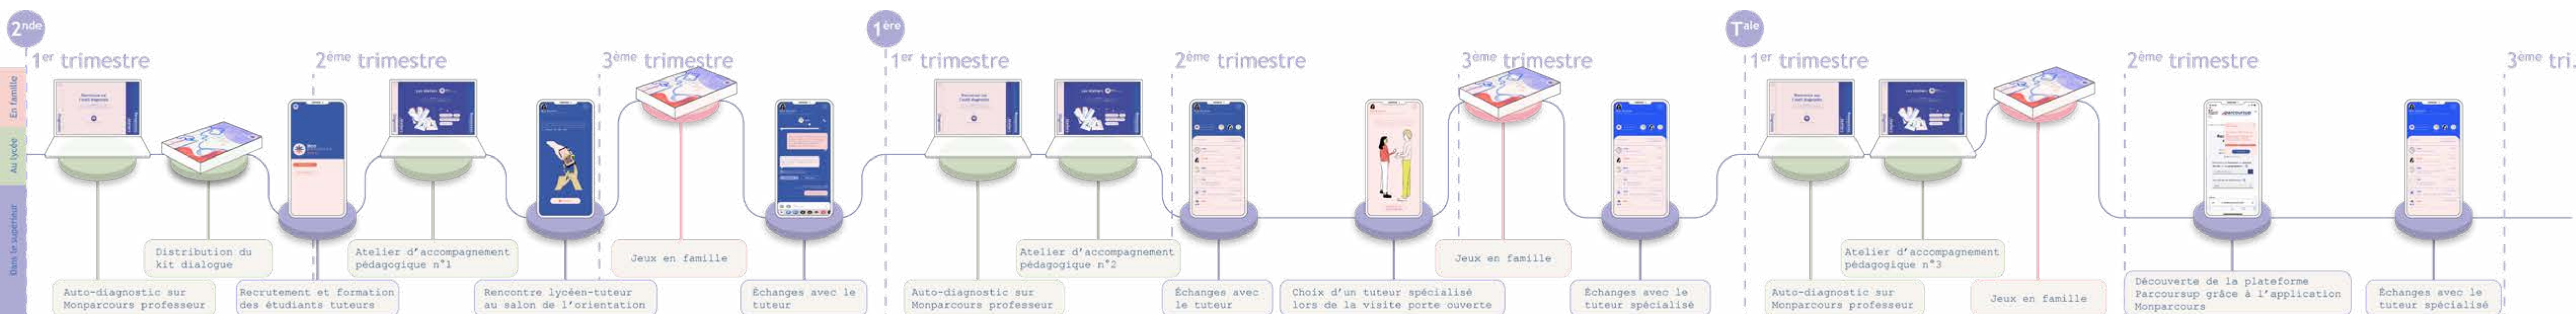 2nde
1ère
Tale
1er trimestre
2ème trimestre
3ème trimestre
1er trimestre
2ème trimestre
3ème trimestre
1er trimestre
2ème trimestre
3ème tri.
En famille
Au lycée
Dans le supérieur
Auto-diagnostic sur
Monparcours professeur
Distribution du
kit dialogue
Recrutement et formation
des étudiants tuteurs
Atelier d'accompagnement
pédagogique n°1
Rencontre lycéen-tuteur
au salon de l'orientation
Jeux en famille
Échanges avec le
tuteur
Auto-diagnostic sur
Monparcours professeur
Atelier d'accompagnement
pédagogique n°2
Échanges avec
le tuteur
Choix d'un tuteur spécialisé
lors de la visite porte ouverte
Jeux en famille
Échanges avec le
tuteur spécialisé
Auto-diagnostic sur
Monparcours professeur
Atelier d'accompagnement
pédagogique n°3
Jeux en famille
Découverte de la plateforme
Parcoursup grâce à l'application
Monparcours
Échanges avec le
tuteur spécialisé